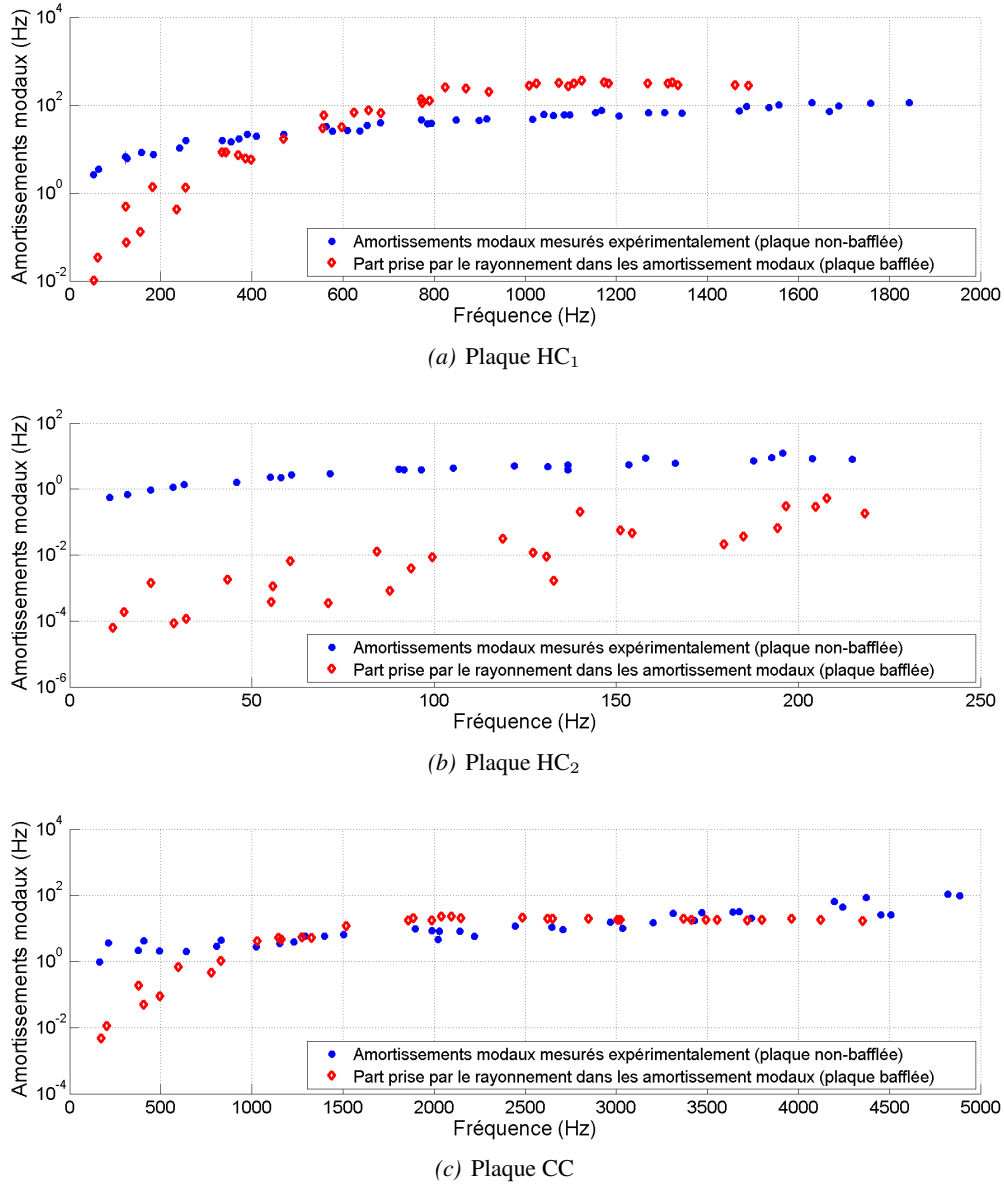 Amortissements modaux (Hz)
10^4
10^2
10^0
10^-2
Amortissements modaux mesurés expérimentalement (plaque non-bafflée)
Part prise par le rayonnement dans les amortissement modaux (plaque bafflée)
0 200 400 600 800 1000 1200 1400 1600 1800 2000
Fréquence (Hz)
(a) Plaque HC₁
Amortissements modaux (Hz)
10^2
10^0
10^-2
10^-4
10^-6
Amortissements modaux mesurés expérimentalement (plaque non-bafflée)
Part prise par le rayonnement dans les amortissement modaux (plaque bafflée)
0 50 100 150 200 250
Fréquence (Hz)
(b) Plaque HC₂
Amortissements modaux (Hz)
10^4
10^2
10^0
10^-2
10^-4
Amortissements modaux mesurés expérimentalement (plaque non-bafflée)
Part prise par le rayonnement dans les amortissement modaux (plaque bafflée)
0 500 1000 1500 2000 2500 3000 3500 4000 4500 5000
Fréquence (Hz)
(c) Plaque CC